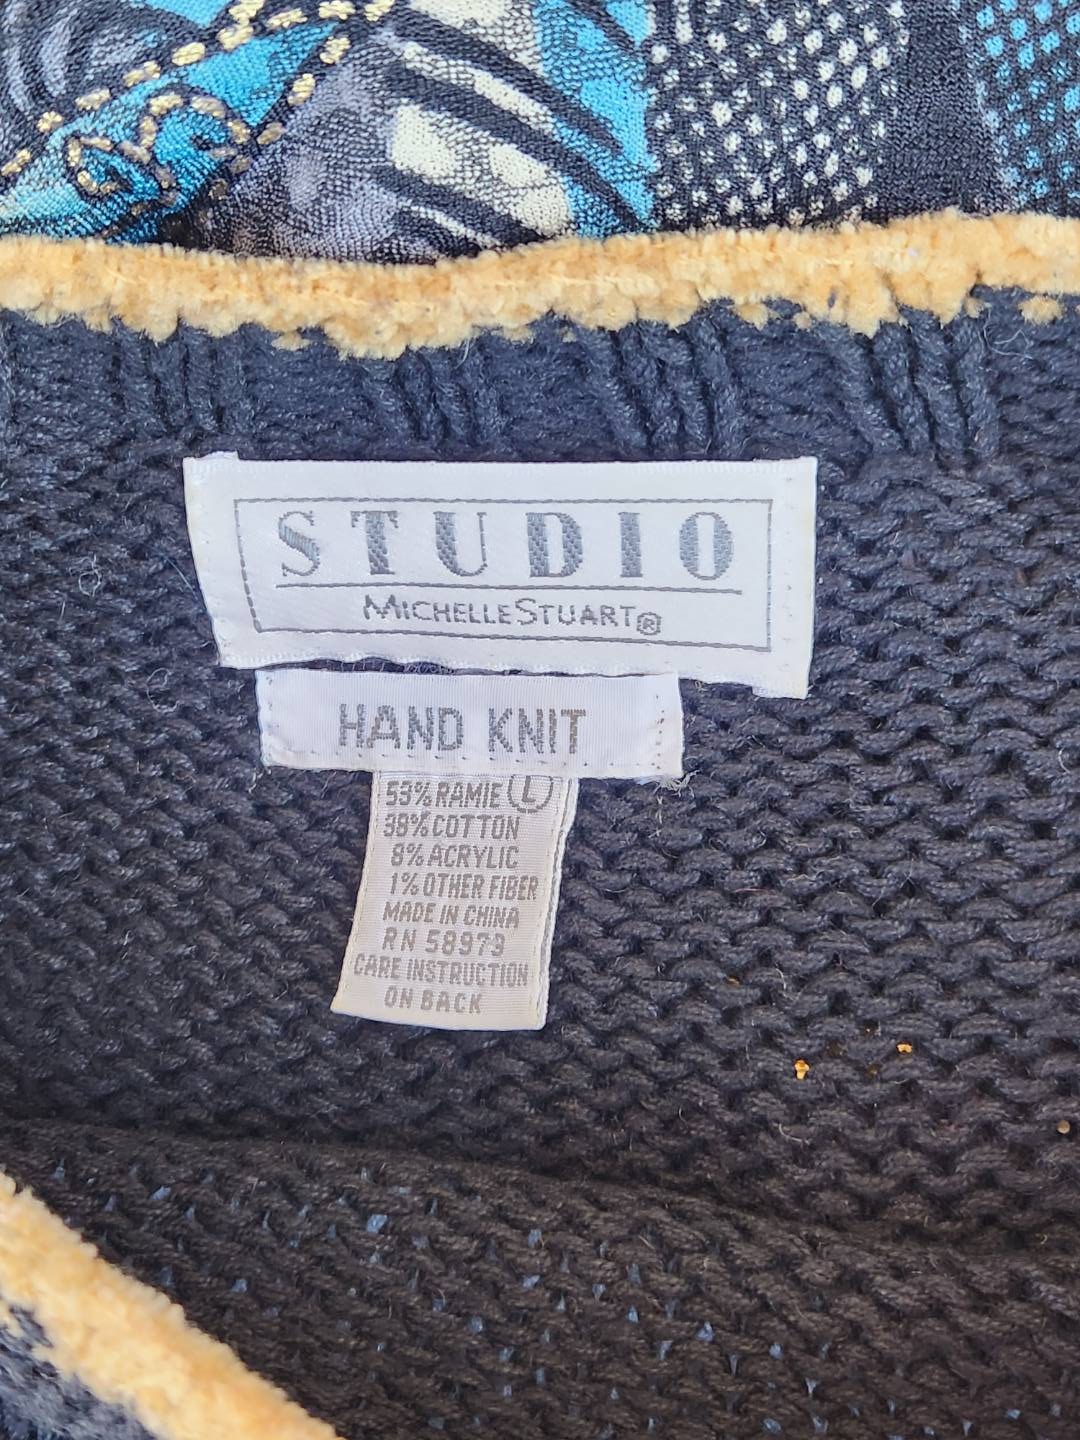 STUDIO
MICHELLE STUART®
HAND KNIT
53% RAMIE L
38% COTTON
8% ACRYLIC
1% OTHER FIBER
MADE IN CHINA
RN 58979
CARE INSTRUCTION
ON BACK